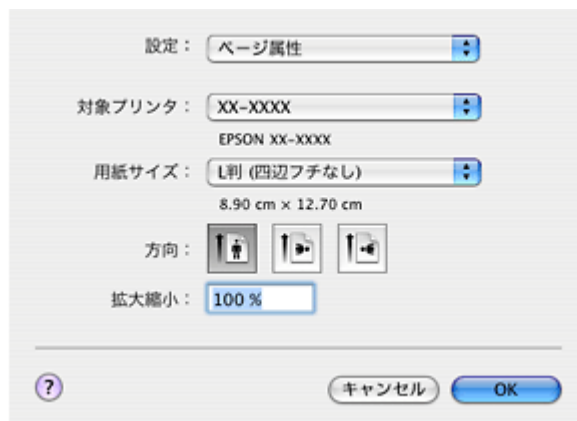 設定： ページ属性
対象プリンタ： XX-XXXX
EPSON XX-XXXX
用紙サイズ： L判 (四辺フチなし)
8.90 cm × 12.70 cm
方向：
拡大縮小： 100 %
? キャンセル OK